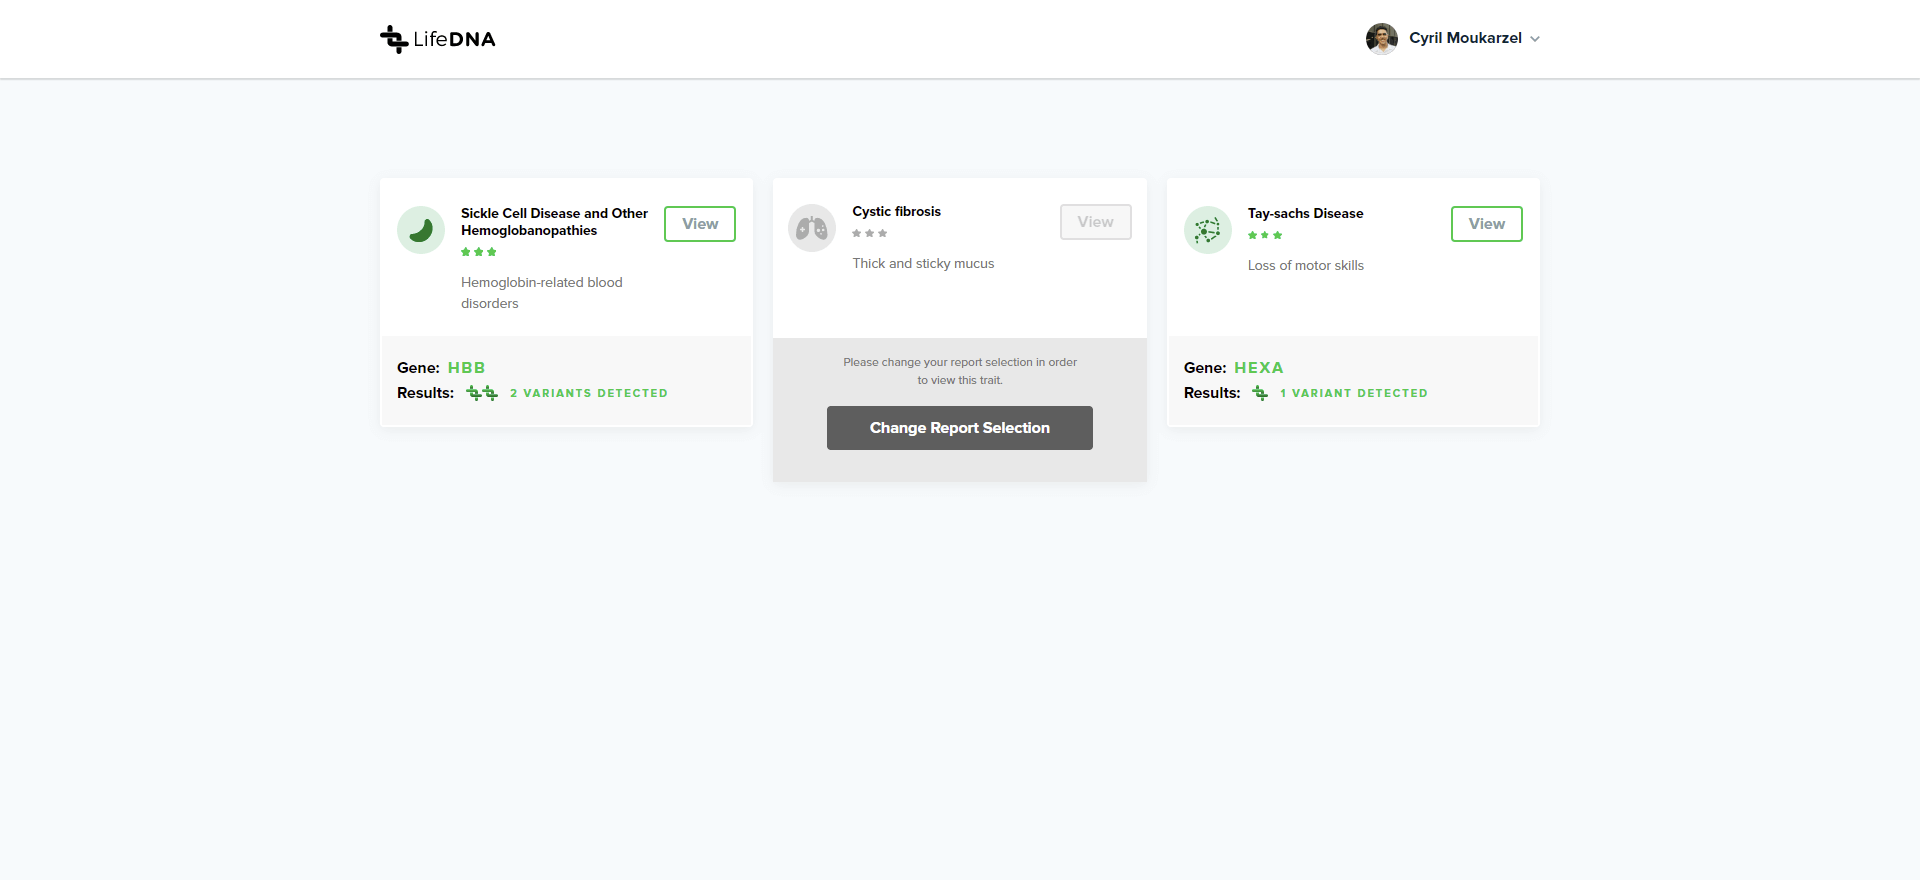 LifeDNA
Cyril Moukarzel
Sickle Cell Disease and Other
Hemoglobanopathies
View
Hemoglobin-related blood
disorders
Gene: HBB
Results: 2 VARIANTS DETECTED
Cystic fibrosis
View
Thick and sticky mucus
Please change your report selection in order
to view this trait.
Change Report Selection
Tay-sachs Disease
View
Loss of motor skills
Gene: HEXA
Results: 1 VARIANT DETECTED